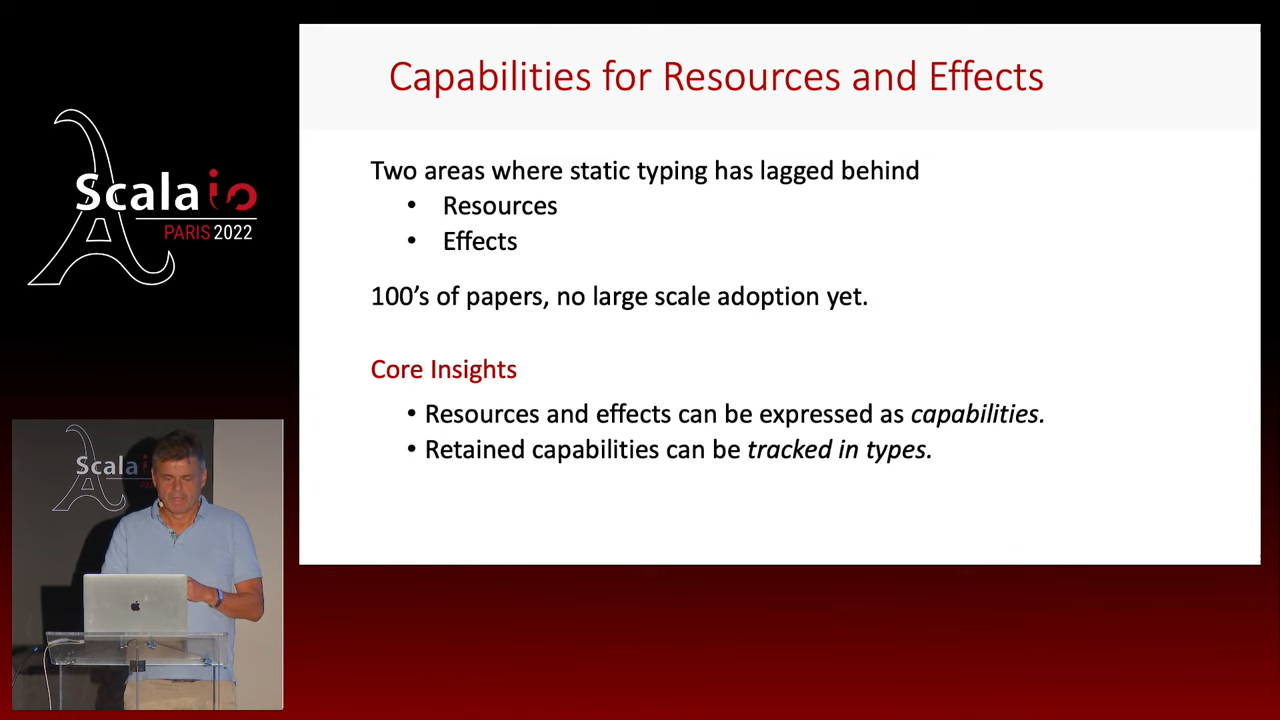 Capabilities for Resources and Effects
Two areas where static typing has lagged behind
• Resources
• Effects
100's of papers, no large scale adoption yet.
Core Insights
• Resources and effects can be expressed as capabilities.
• Retained capabilities can be tracked in types.
Scala io
PARIS 2022
Scala